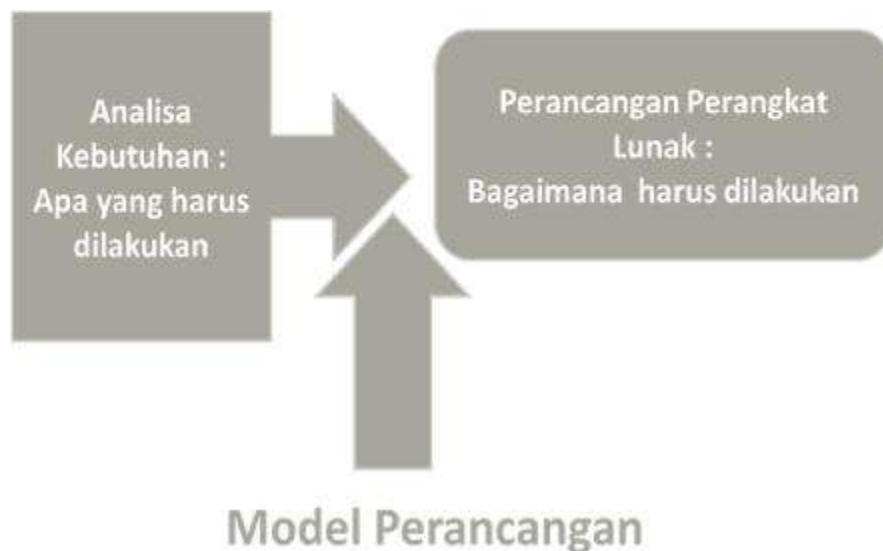 Analisa
Kebutuhan :
Apa yang harus
dilakukan
Perancangan Perangkat
Lunak :
Bagaimana harus dilakukan
Model Perancangan